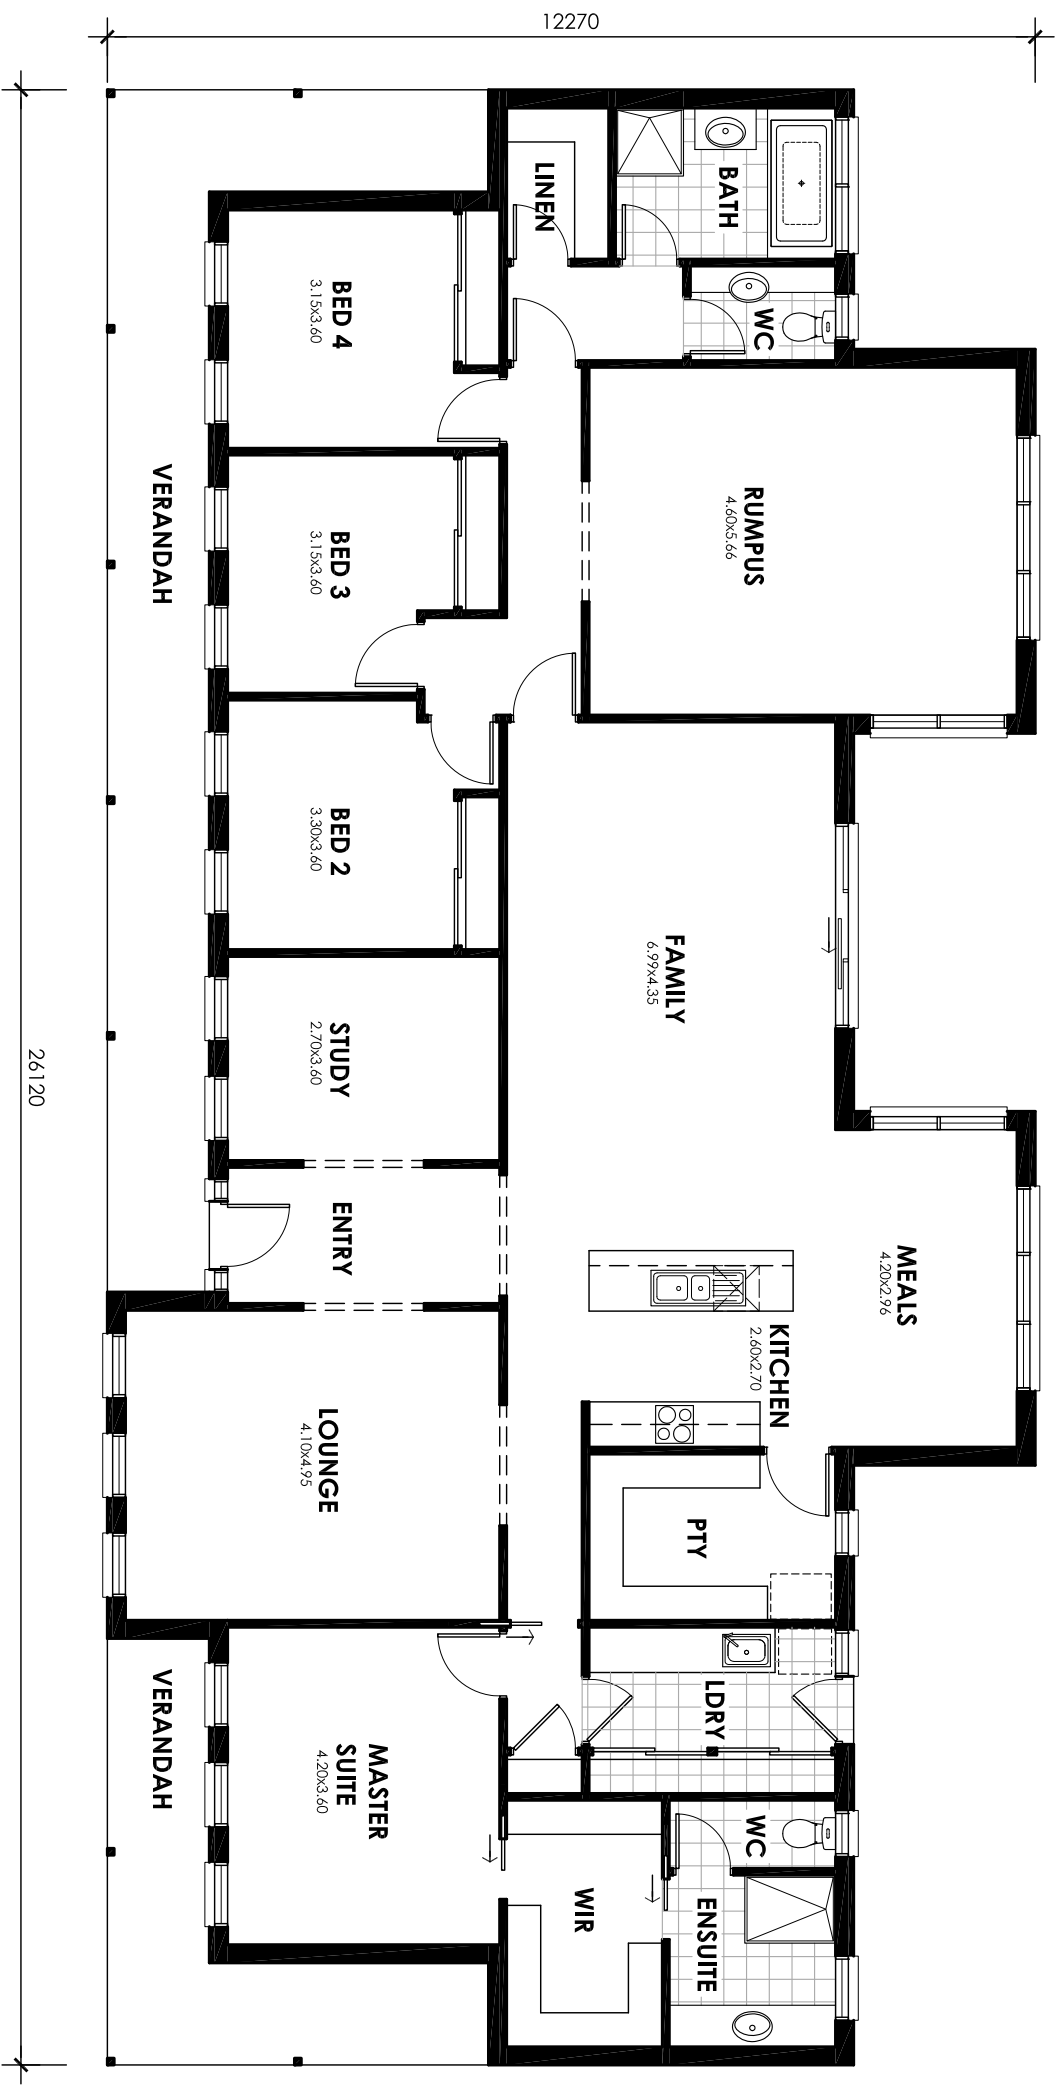 12270
26120
LINEN
BATH
WC
BED 4
3.15x3.60
RUMPUS
4.60x5.66
BED 3
3.15x3.60
VERANDAH
BED 2
3.30x3.60
FAMILY
6.99x4.35
STUDY
2.70x3.60
ENTRY
MEALS
4.20x2.96
KITCHEN
2.60x2.70
LOUNGE
4.10x4.95
PTY
LDRY
VERANDAH
MASTER
SUITE
4.20x3.60
WC
WIR
ENSUITE